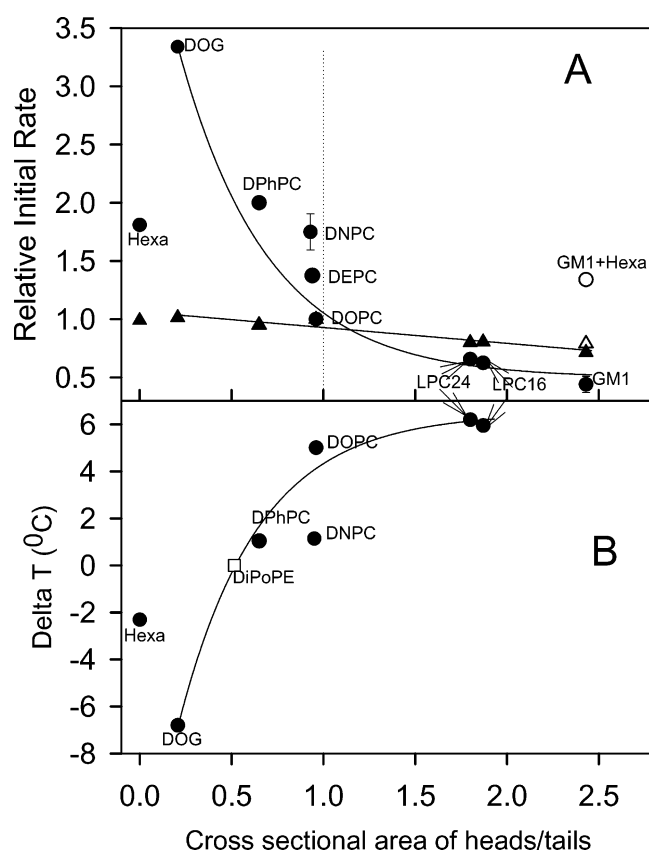 3.5
3.0
2.5
2.0
1.5
1.0
0.5
Relative Initial Rate
A
DOG
DPhPC
Hexa
DNPC
DEPC
DOPC
GM1+Hexa
GM1
LPC24
LPC16
6
4
2
0
-2
-4
-6
-8
Delta T (⁰C)
B
DOPC
DPhPC
DNPC
DiPoPE
Hexa
DOG
0.0 0.5 1.0 1.5 2.0 2.5
Cross sectional area of heads/tails